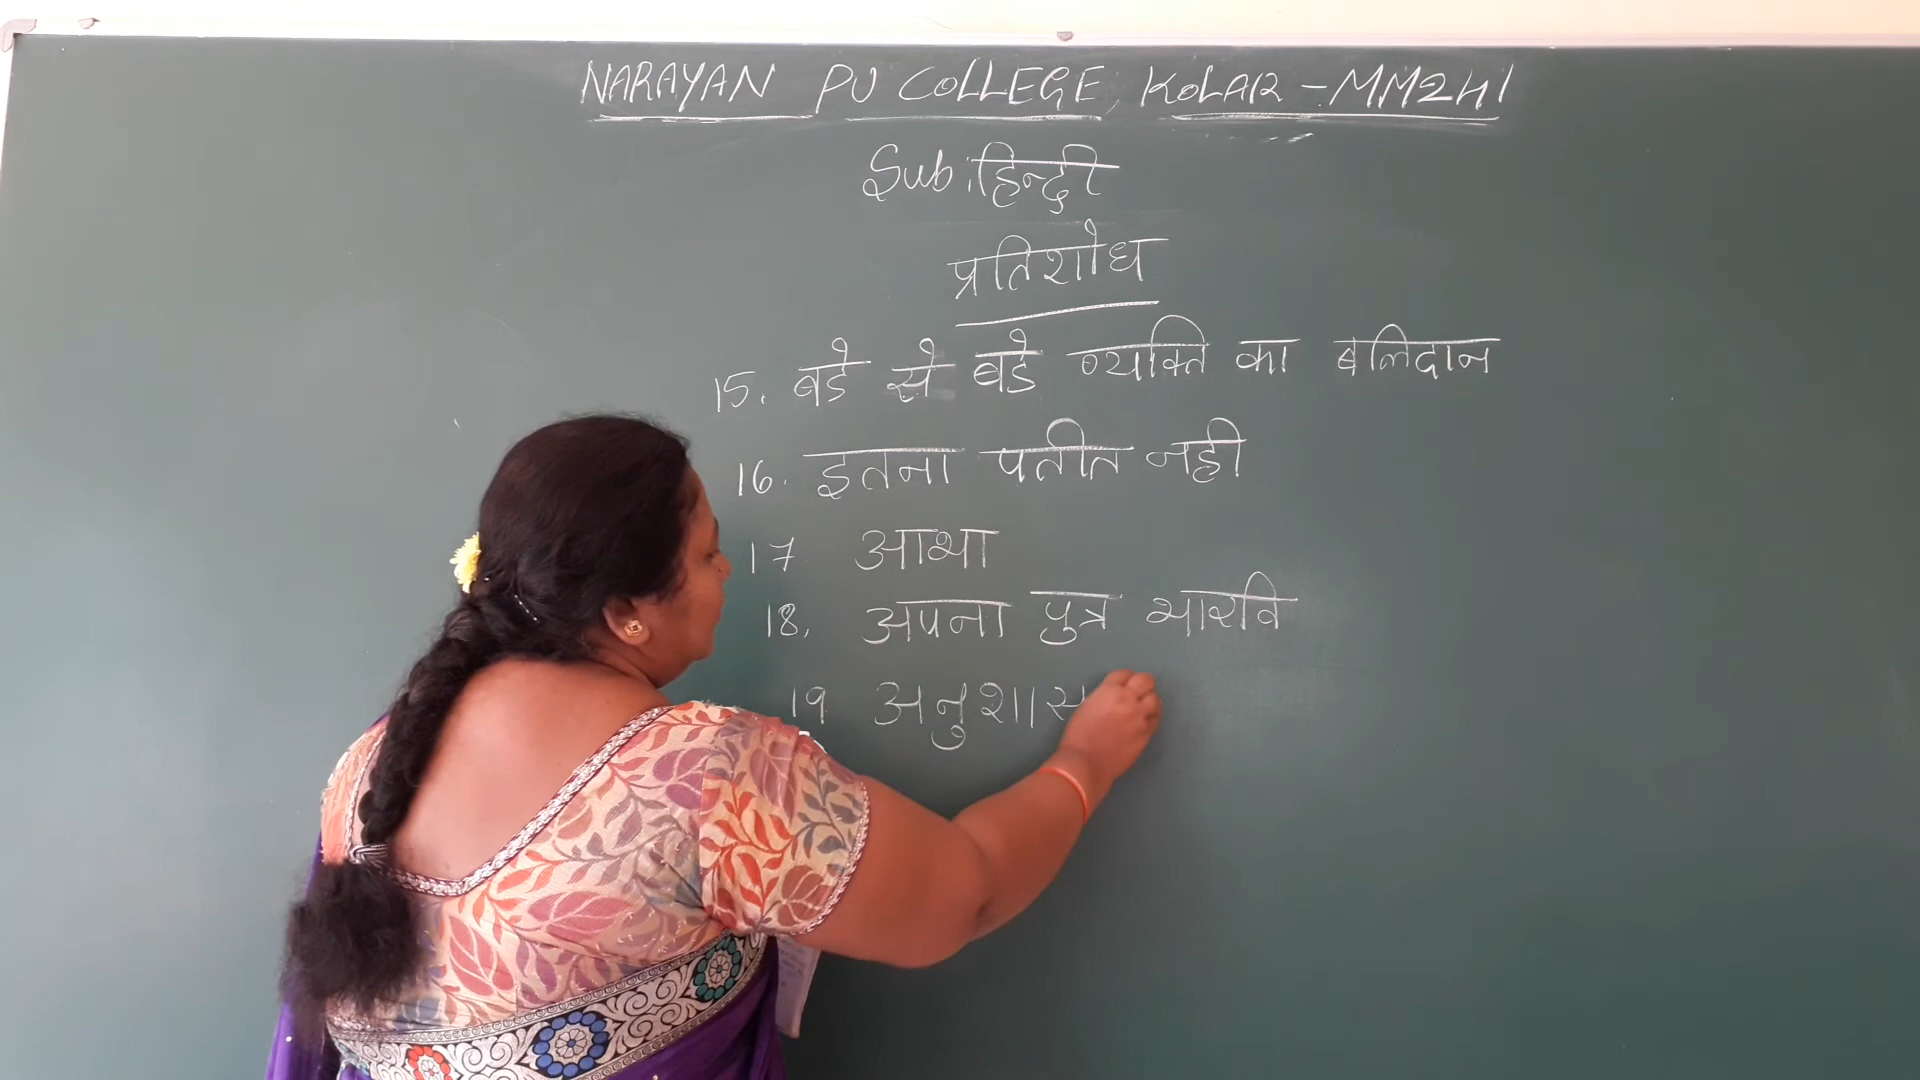 NARAYAN PU COLLEGE, KOLAR - MM241
Sub: हिन्दी
प्रतिशोध
15. बडे से बडे व्यक्ति का बलिदान
16. इतना पतीत नही
17 आभा
18. अपना पुत्र भारवि
19 अनुशास